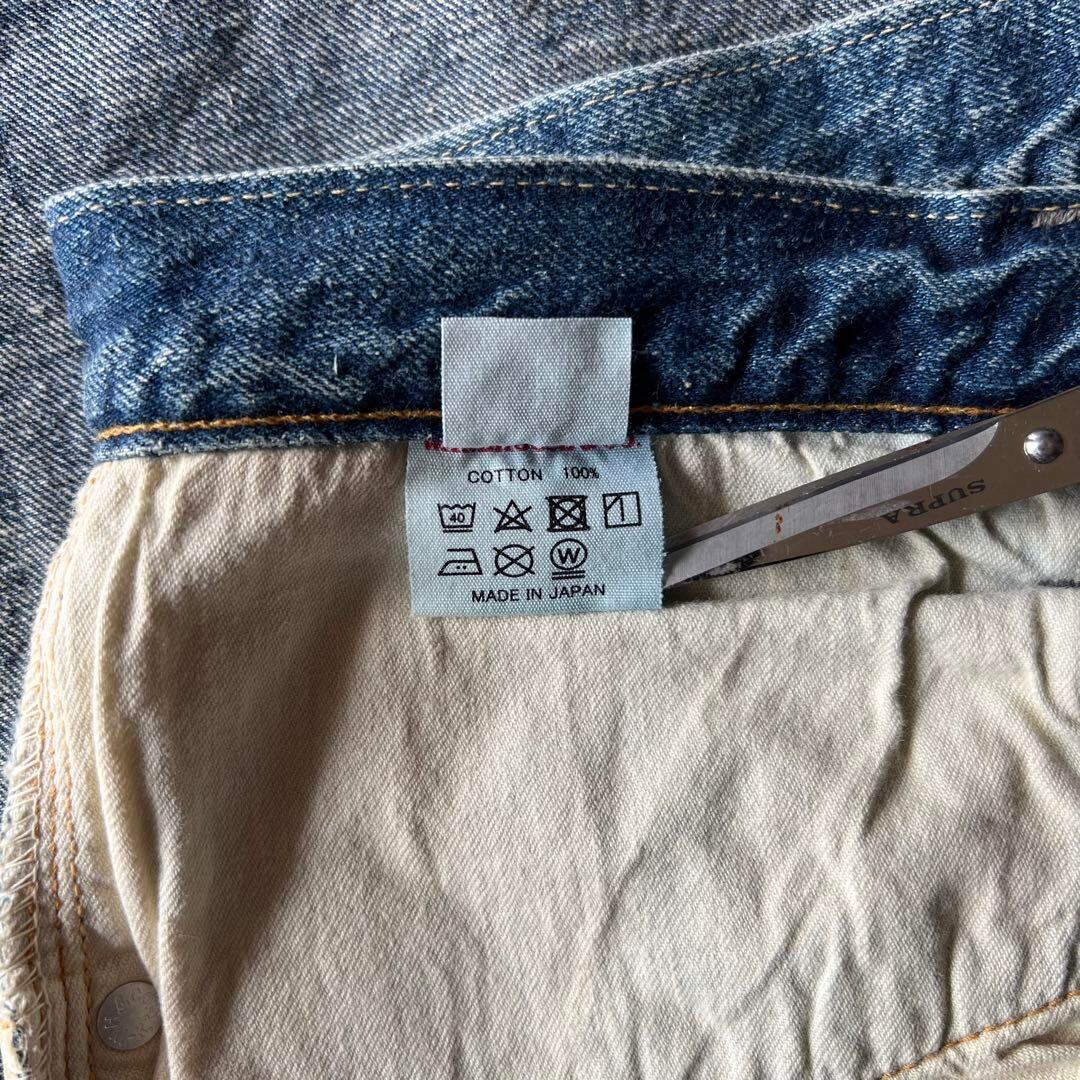 COTTON 100%
40
W
MADE IN JAPAN
SUPRA